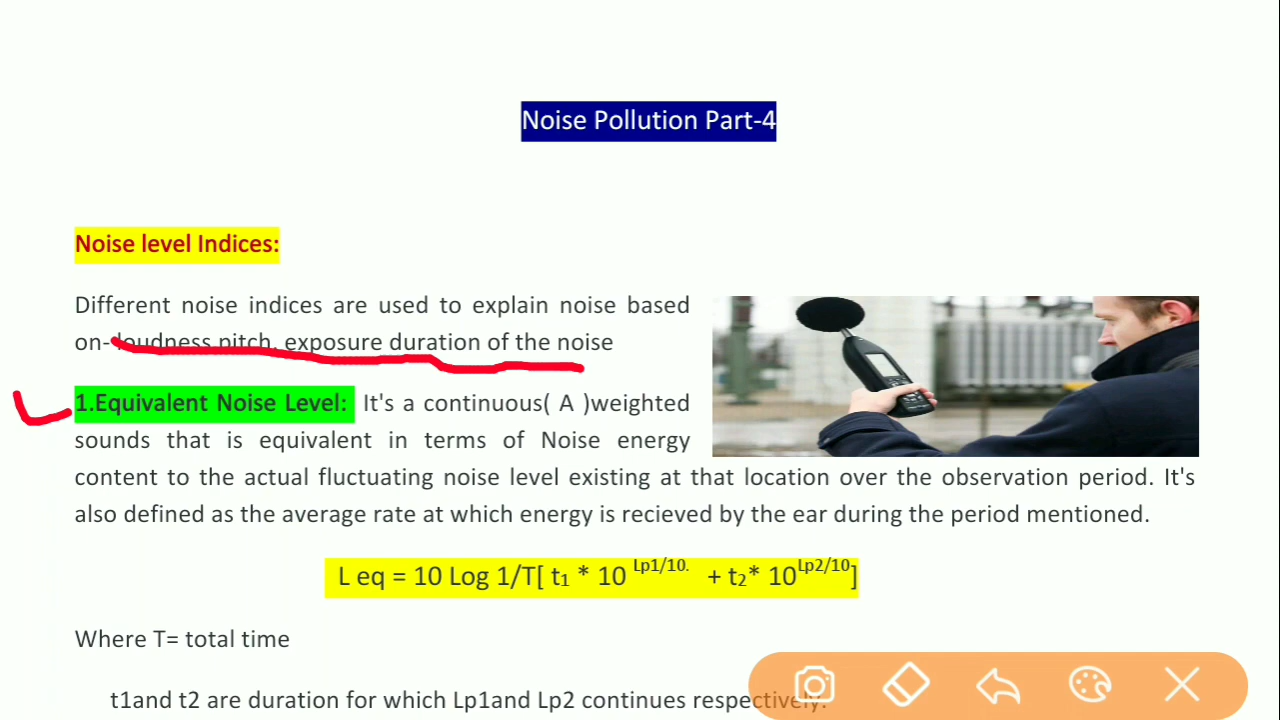 Noise Pollution Part-4
Noise level Indices:
Different noise indices are used to explain noise based
on- loudness pitch, exposure duration of the noise
1.Equivalent Noise Level: It's a continuous( A )weighted
sounds that is equivalent in terms of Noise energy
content to the actual fluctuating noise level existing at that location over the observation period. It's
also defined as the average rate at which energy is recieved by the ear during the period mentioned.
L eq = 10 Log 1/T[ t₁ * 10 ^Lp1/10. + t₂* 10^Lp2/10]
Where T= total time
t1and t2 are duration for which Lp1and Lp2 continues respectively.